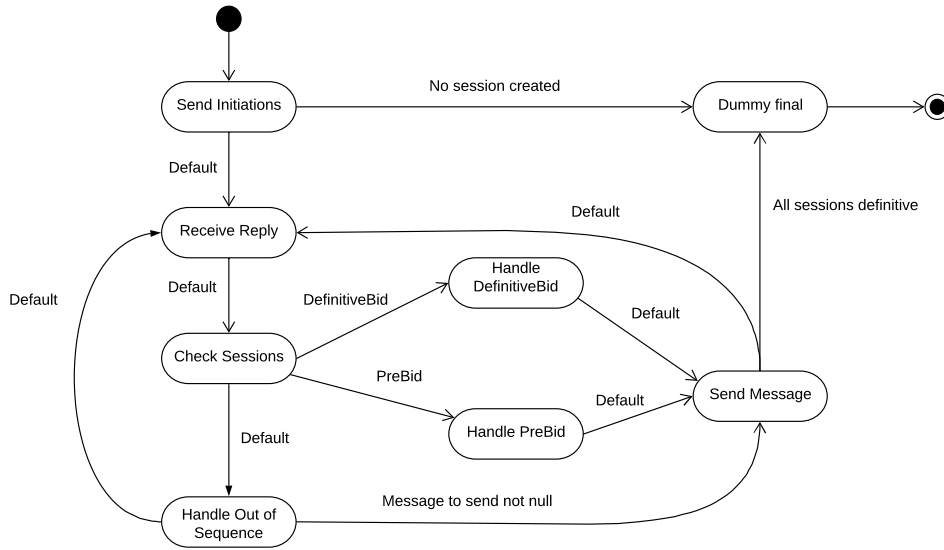 No session created
Send Initiations
Dummy final
Default
All sessions definitive
Default
Receive Reply
Handle
DefinitiveBid
Default
Default
DefinitiveBid
Default
Check Sessions
PreBid
Send Message
Default
Handle PreBid
Default
Message to send not null
Handle Out of
Sequence